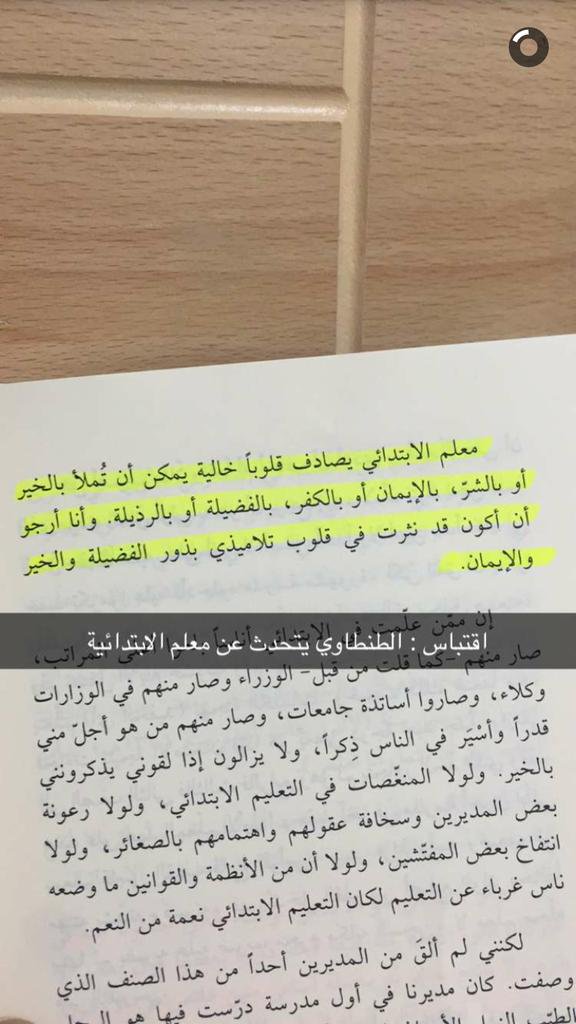 معلم الابتدائي يصادف قلوباً خالية يمكن أن تُملأ بالخير
أو بالشرّ، بالإيمان أو بالكفر، بالفضيلة أو بالرذيلة. وأنا أرجو
أن أكون قد نثرت في قلوب تلاميذي بذور الفضيلة والخير
والإيمان.
إن ممّن علّمت في الابتدائي
اقتباس : الطنطاوي يتحدث عن معلم الابتدائية
صار منهم -كما قلت من قبل- الوزراء وصار منهم في الوزارات
وكلاء، وصاروا أساتذة جامعات، وصار منهم من هو أجلّ مني
قدراً وأسْيَر في الناس ذِكراً، ولا يزالون إذا لقوني يذكرونني
بالخير. ولولا المنغّصات في التعليم الابتدائي، ولولا رعونة
بعض المديرين وسخافة عقولهم واهتمامهم بالصغائر، ولولا
انتفاخ بعض المفتّشين، ولولا أن من الأنظمة والقوانين ما وضعه
ناس غرباء عن التعليم لكان التعليم الابتدائي نعمة من النعم.
لكنني لم ألقَ من المديرين أحداً من هذا الصنف الذي
وصفت. كان مديرنا في أول مدرسة درّست فيها هو الرجل